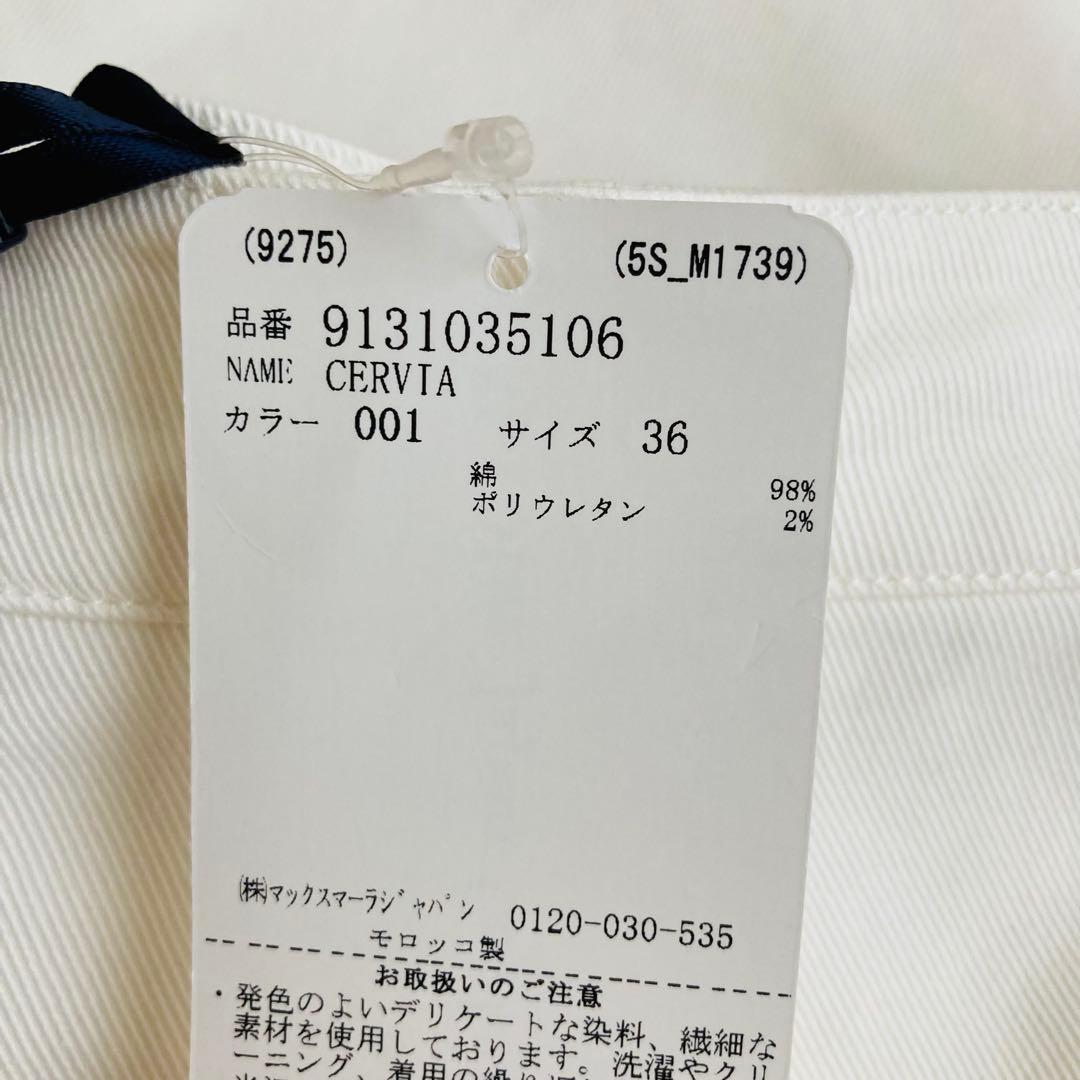 (9275) (5S_M1739)
品番 9131035106
NAME CERVIA
カラー 001 サイズ 36
綿 98%
ポリウレタン 2%
㈱マックスマーラジャパン 0120-030-535
モロッコ製
お取扱いのご注意
・発色のよいデリケートな染料、繊細な
素材を使用しております。洗濯やクリ
ーニング、着用の繰り